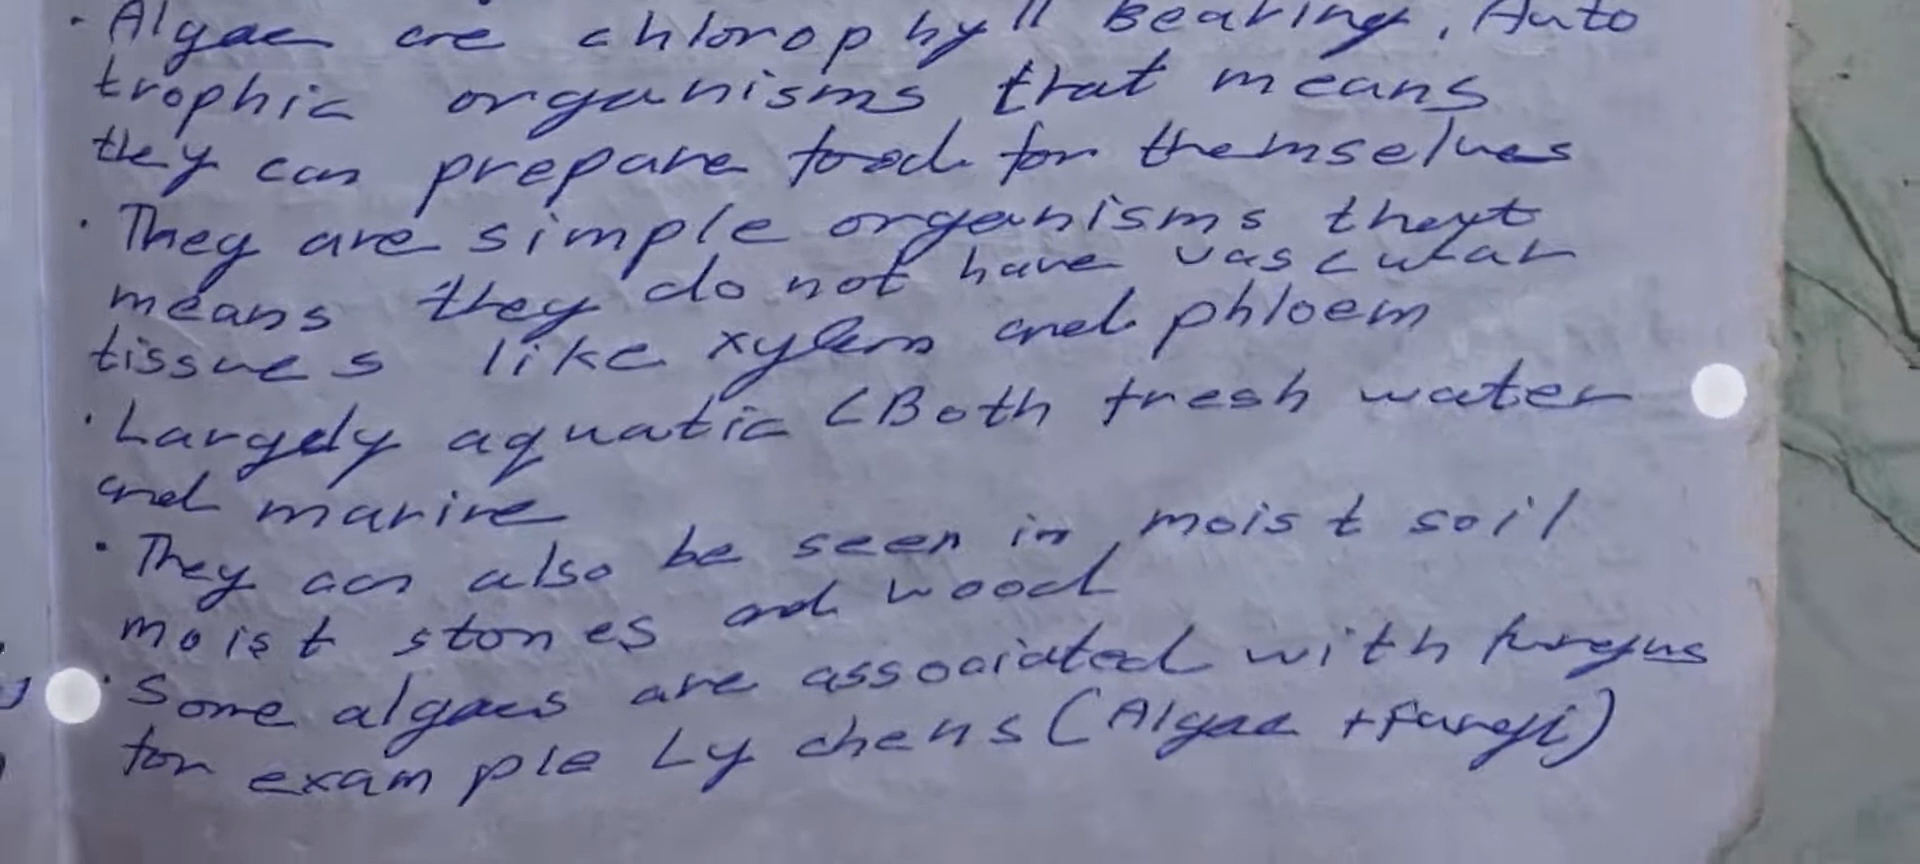 · Algae are chlorophyll Bearing, Auto
trophic organisms that means
they can prepare food for themselves
· They are simple organisms that
means they do not have vascular
tissues like xylem and phloem
· Largely aquatic (Both fresh water
and marine
· They can also be seen in moist soil
moist stones and wood
· Some algaes are associated with fungus
for example Lychens (Algae + fungi)